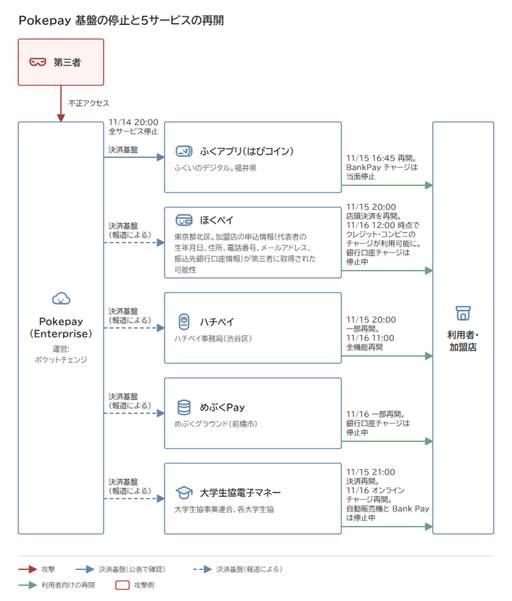 Pokepay 基盤の停止と5サービスの再開
第三者
不正アクセス
11/14 20:00
全サービス停止
決済基盤
ふくアプリ(はぴコイン)
ふくいのデジタル。福井県
11/15 16:45 再開。
BankPay チャージは
当面停止
決済基盤
(報道による)
ほくペイ
東京都北区。加盟店の申込情報(代表者の
生年月日、住所、電話番号、メールアドレス、
振込先銀行口座情報)が第三者に取得された
可能性
11/15 20:00
店頭決済を再開。
11/16 12:00 時点で
クレジット・コンビニの
チャージが利用可能に。
銀行口座チャージは
停止中
Pokepay
(Enterprise)
運営:
ポケットチェンジ
決済基盤
(報道による)
ハチペイ
ハチペイ事務局(渋谷区)
11/15 20:00
一部再開。
11/16 11:00
全機能再開
利用者・
加盟店
決済基盤
(報道による)
めぶくPay
めぶくグラウンド(前橋市)
11/16 一部再開。
銀行口座チャージは
停止中
決済基盤
(報道による)
大学生協電子マネー
大学生協事業連合、各大学生協
11/15 21:00
決済再開。
11/16 オンライン
チャージ再開。
自動販売機と Bank Pay
は停止中
攻撃
決済基盤(公表で確認)
決済基盤(報道による)
利用者向けの再開
攻撃側